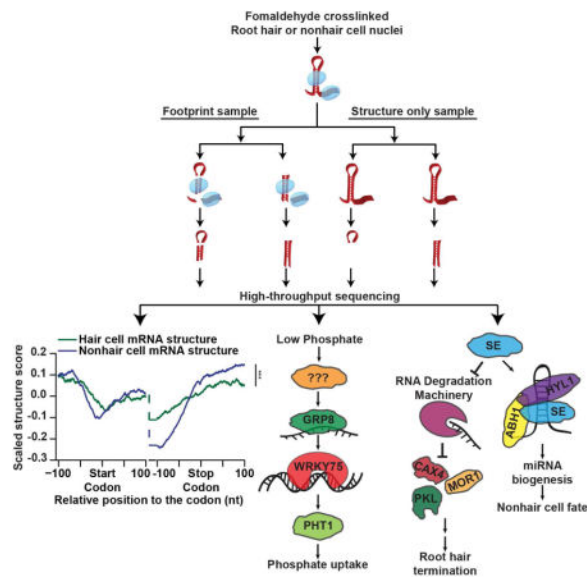 Fomaldehyde crosslinked
Root hair or nonhair cell nuclei
Footprint sample
Structure only sample
High-throughput sequencing
Hair cell mRNA structure
Nonhair cell mRNA structure
***
Scaled structure score
0.2
0.1
0.0
-0.1
-0.2
-0.3
-100 Start 100 -100 Stop 100
Codon Codon
Relative position to the codon (nt)
Low Phosphate
???
GRP8
WRKY75
PHT1
Phosphate uptake
SE
RNA Degradation
Machinery
CAX4
MOR1
PKL
Root hair
termination
HYL1
ABH1
SE
miRNA
biogenesis
Nonhair cell fate